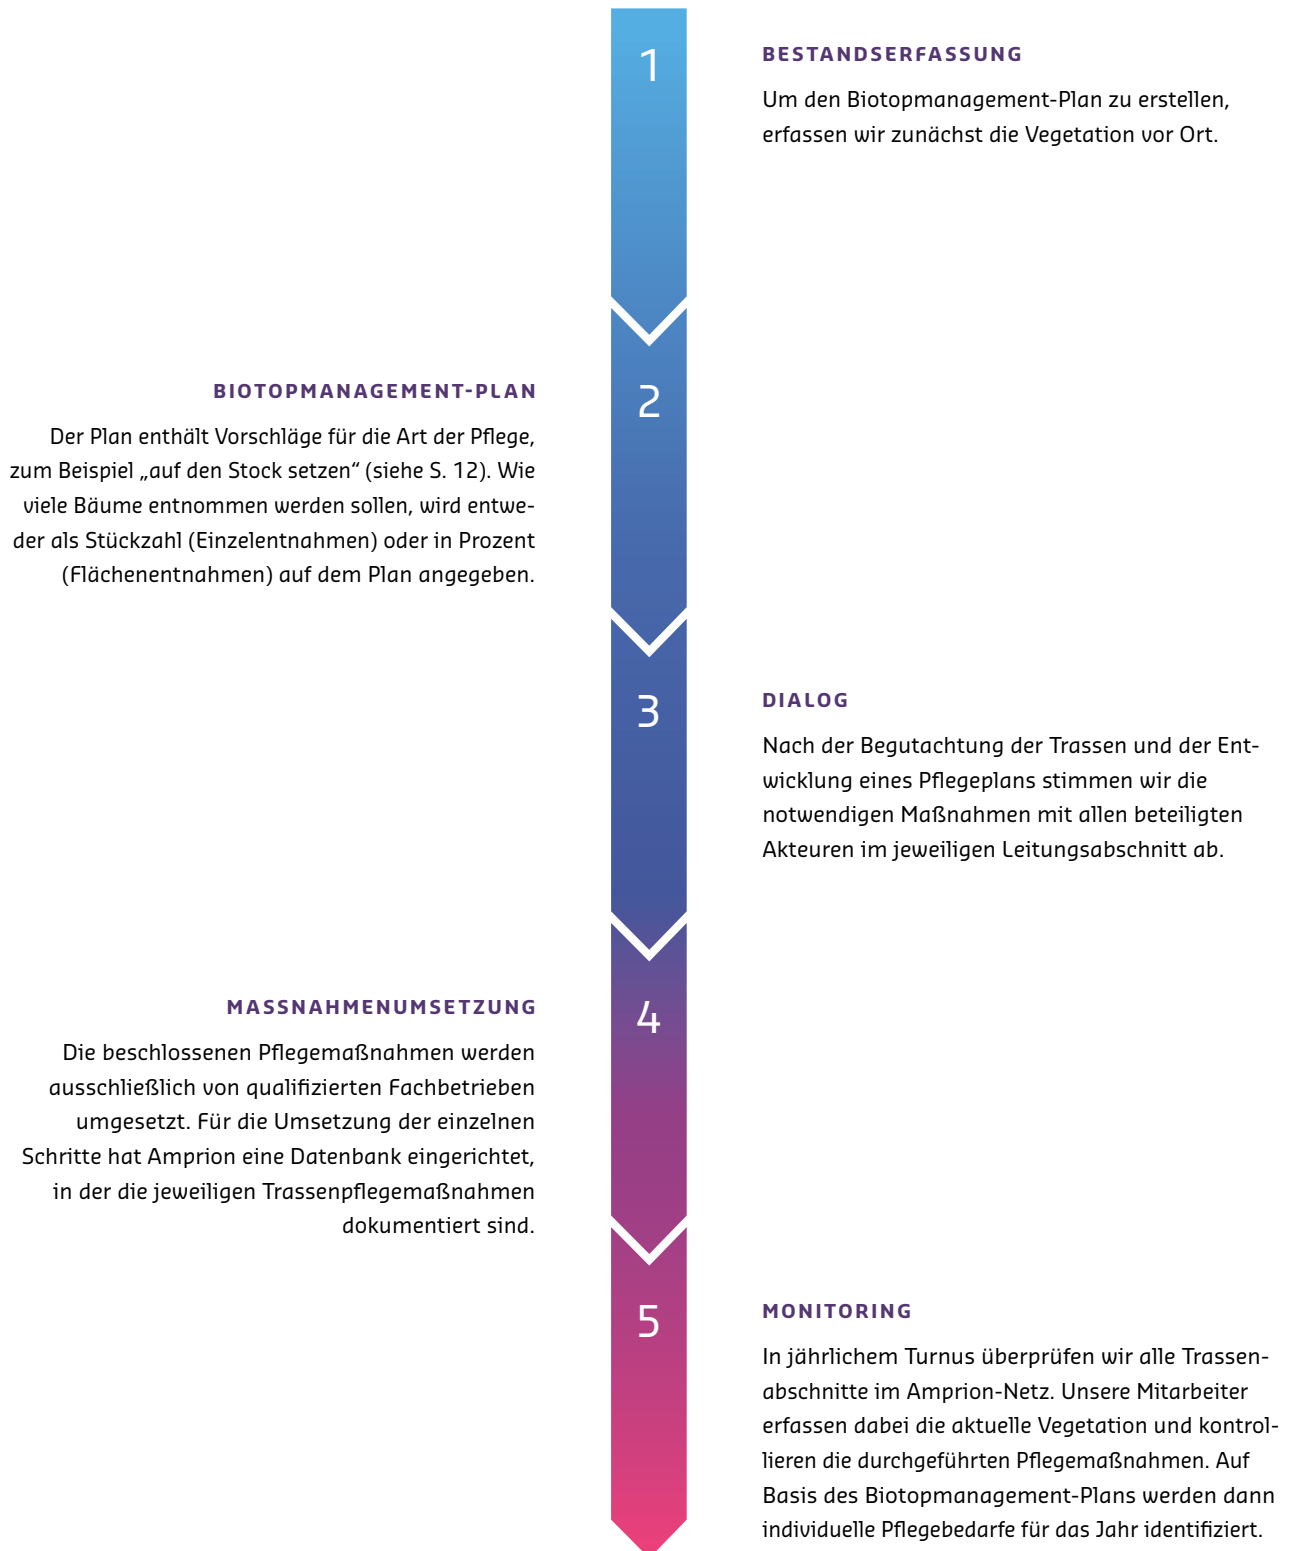 1
BESTANDSERFASSUNG
Um den Biotopmanagement-Plan zu erstellen,
erfassen wir zunächst die Vegetation vor Ort.
2
BIOTOPMANAGEMENT-PLAN
Der Plan enthält Vorschläge für die Art der Pflege,
zum Beispiel „auf den Stock setzen“ (siehe S. 12). Wie
viele Bäume entnommen werden sollen, wird entwe-
der als Stückzahl (Einzelentnahmen) oder in Prozent
(Flächenentnahmen) auf dem Plan angegeben.
3
DIALOG
Nach der Begutachtung der Trassen und der Ent-
wicklung eines Pflegeplans stimmen wir die
notwendigen Maßnahmen mit allen beteiligten
Akteuren im jeweiligen Leitungsabschnitt ab.
4
MASSNAHMENUMSETZUNG
Die beschlossenen Pflegemaßnahmen werden
ausschließlich von qualifizierten Fachbetrieben
umgesetzt. Für die Umsetzung der einzelnen
Schritte hat Amprion eine Datenbank eingerichtet,
in der die jeweiligen Trassenpflegemaßnahmen
dokumentiert sind.
5
MONITORING
In jährlichem Turnus überprüfen wir alle Trassen-
abschnitte im Amprion-Netz. Unsere Mitarbeiter
erfassen dabei die aktuelle Vegetation und kontrol-
lieren die durchgeführten Pflegemaßnahmen. Auf
Basis des Biotopmanagement-Plans werden dann
individuelle Pflegebedarfe für das Jahr identifiziert.